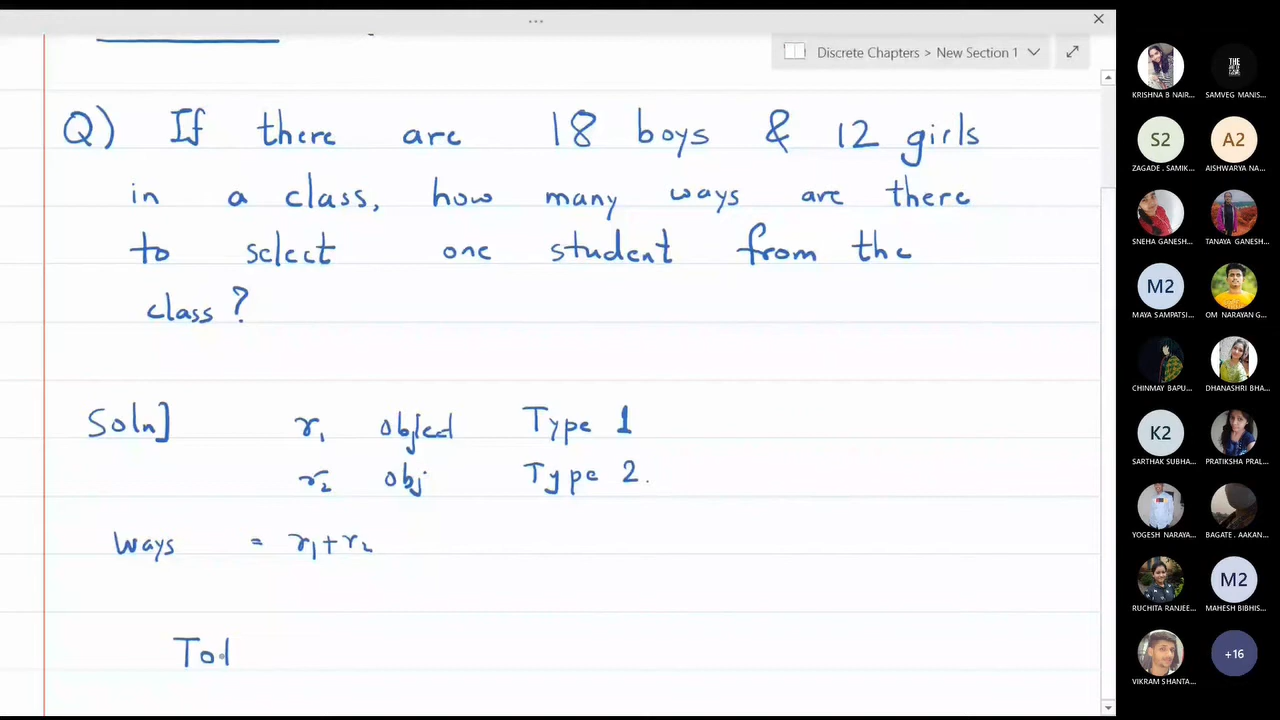 Discrete Chapters > New Section 1
Q) If there are 18 boys & 12 girls
in a class, how many ways are there
to select one student from the
class?
Soln] r₁ object Type 1
r₂ obj Type 2.
Ways = r₁+r₂
Tot
KRISHNA B NAIR... SAMVEG MANIS...
S2 A2
ZAGADE . SAMIK... AISHWARYA NA...
SNEHA GANESH... TANAYA GANESH...
M2
MAYA SAMPATSI... OM NARAYAN G...
CHINMAY BAPU... DHANASHRI BHA...
K2
SARTHAK SUBHA... PRATIKSHA PRAL...
YOGESH NARAYA... BAGATE . AAKAN...
M2
RUCHITA RANJEE... MAHESH BIBHIS...
+16
VIKRAM SHANTA...